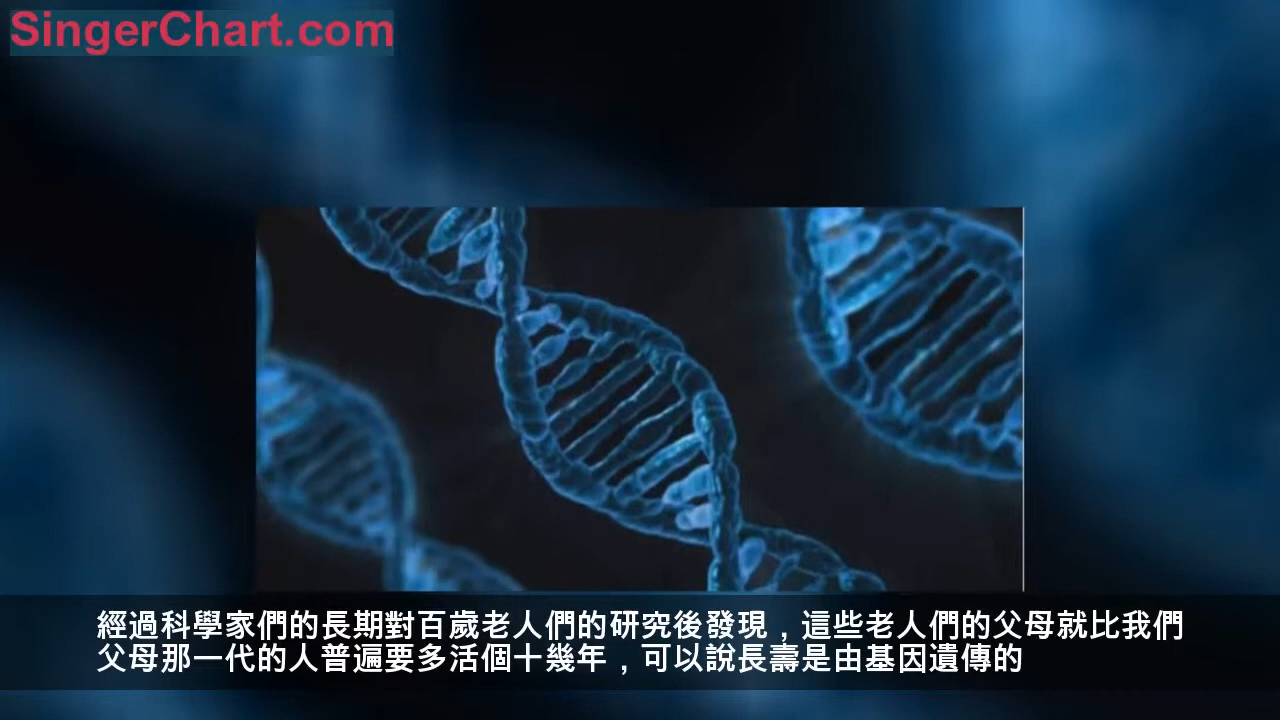 SingerChart.com
經過科學家們的長期對百歲老人們的研究後發現，這些老人們的父母就比我們
父母那一代的人普遍要多活個十幾年，可以說長壽是由基因遺傳的